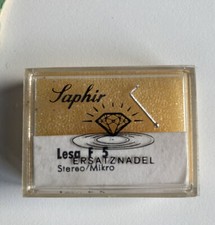 Saphir
Lesa E 5
ERSATZNADEL
Stereo/Mikro